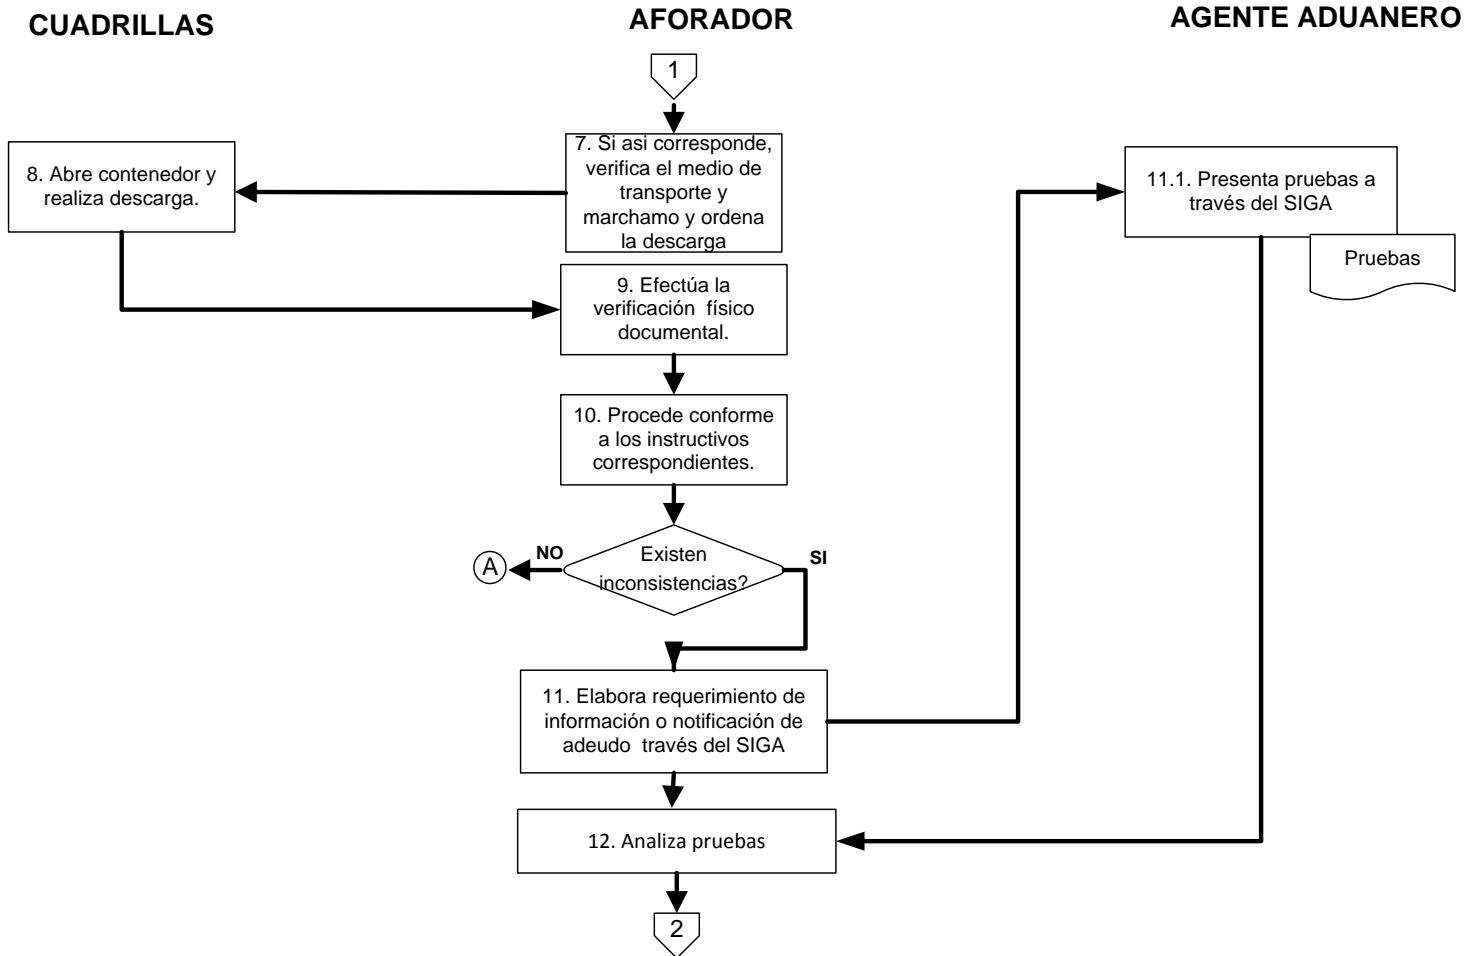 CUADRILLAS
AFORADOR
AGENTE ADUANERO
1
7. Si asi corresponde,
verifica el medio de
transporte y
marchamo y ordena
la descarga
8. Abre contenedor y
realiza descarga.
11.1. Presenta pruebas a
través del SIGA
Pruebas
9. Efectúa la
verificación físico
documental.
10. Procede conforme
a los instructivos
correspondientes.
A
NO
Existen
inconsistencias?
SI
11. Elabora requerimiento de
información o notificación de
adeudo través del SIGA
12. Analiza pruebas
2